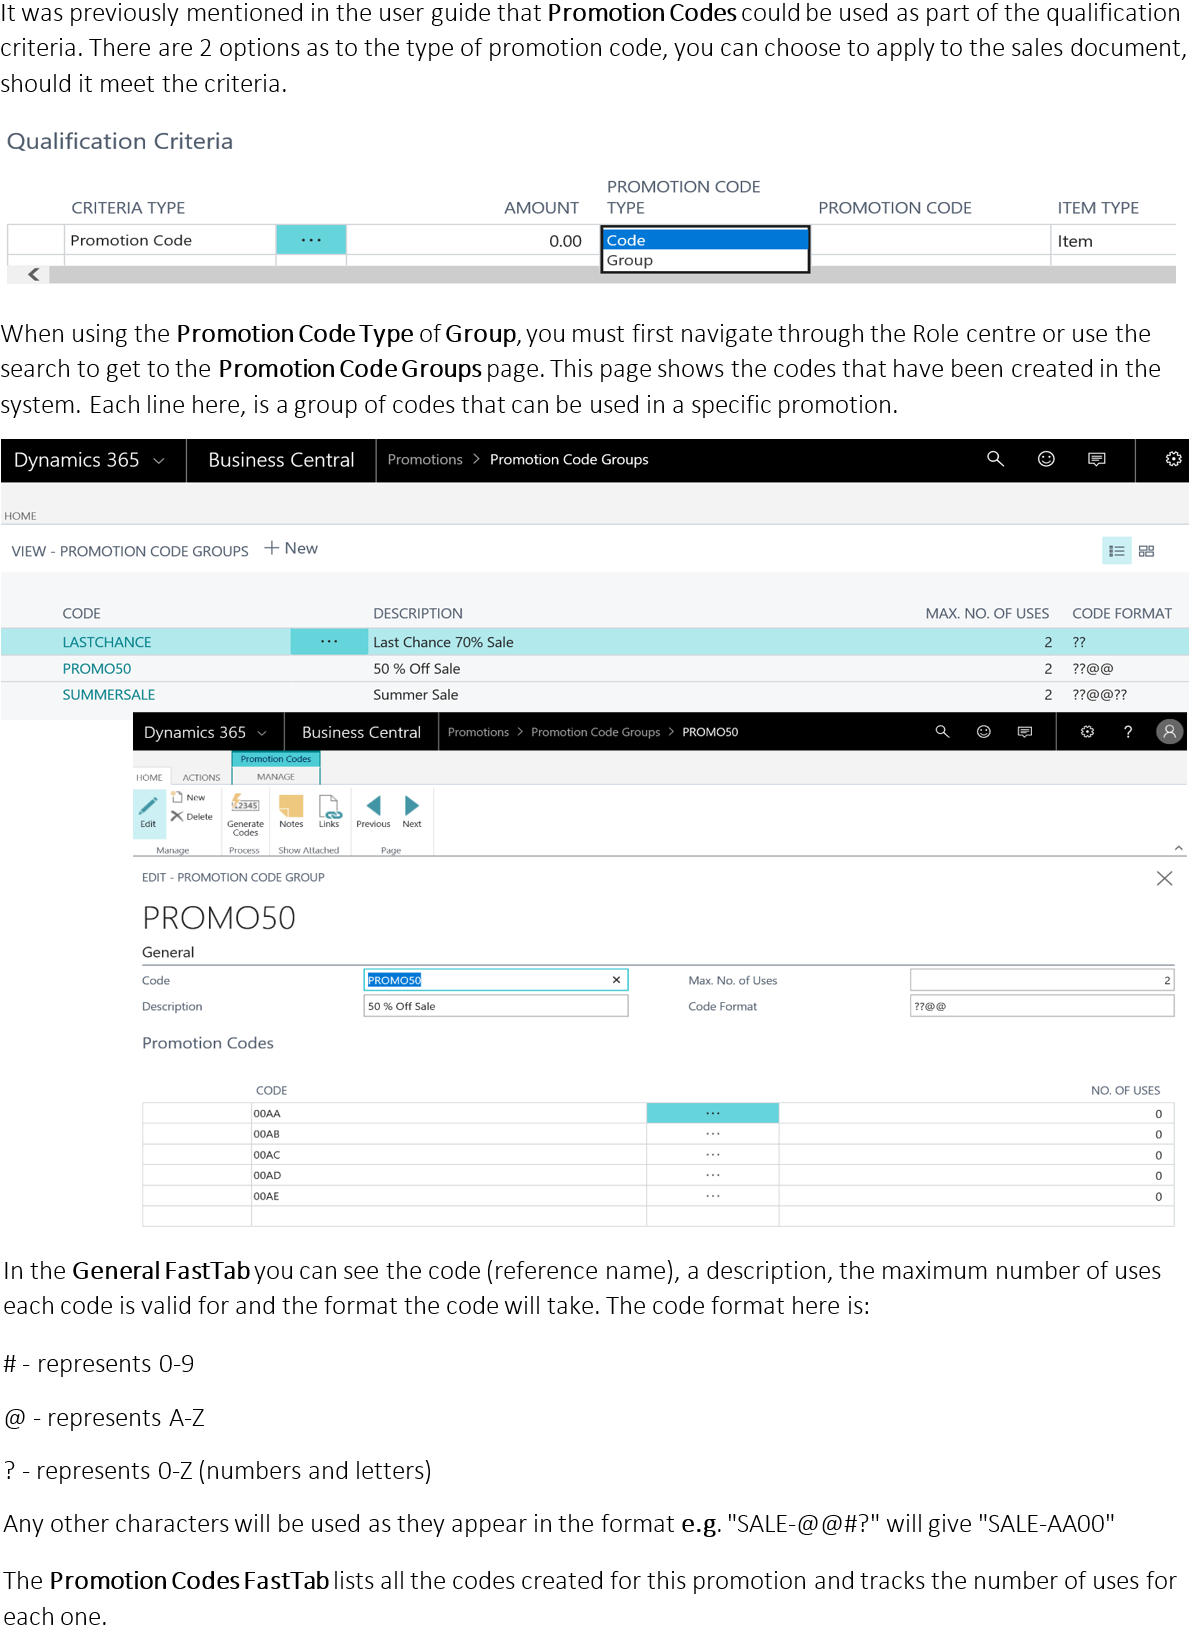 It was previously mentioned in the user guide that Promotion Codes could be used as part of the qualification
criteria. There are 2 options as to the type of promotion code, you can choose to apply to the sales document,
should it meet the criteria.
Qualification Criteria
CRITERIA TYPE AMOUNT PROMOTION CODE TYPE PROMOTION CODE ITEM TYPE
Promotion Code ... 0.00 Code Item
Group
When using the Promotion Code Type of Group, you must first navigate through the Role centre or use the
search to get to the Promotion Code Groups page. This page shows the codes that have been created in the
system. Each line here, is a group of codes that can be used in a specific promotion.
Dynamics 365 Business Central Promotions > Promotion Code Groups
HOME
VIEW - PROMOTION CODE GROUPS + New
CODE DESCRIPTION MAX. NO. OF USES CODE FORMAT
LASTCHANCE ... Last Chance 70% Sale 2 ??
PROMO50 50 % Off Sale 2 ??@@
SUMMERSALE Summer Sale 2 ??@@??
Dynamics 365 Business Central Promotions > Promotion Code Groups > PROMO50 ?
Promotion Codes
HOME ACTIONS MANAGE
New
Delete
12345
Edit Generate Codes Notes Links Previous Next
Manage Process Show Attached Page
EDIT - PROMOTION CODE GROUP
PROMO50
General
Code PROMO50 × Max. No. of Uses 2
Description 50 % Off Sale Code Format ??@@
Promotion Codes
CODE NO. OF USES
00AA ... 0
00AB ... 0
00AC ... 0
00AD ... 0
00AE ... 0
In the General FastTab you can see the code (reference name), a description, the maximum number of uses
each code is valid for and the format the code will take. The code format here is:
# - represents 0-9
@ - represents A-Z
? - represents 0-Z (numbers and letters)
Any other characters will be used as they appear in the format e.g. "SALE-@@#?" will give "SALE-AA00"
The Promotion Codes FastTab lists all the codes created for this promotion and tracks the number of uses for
each one.